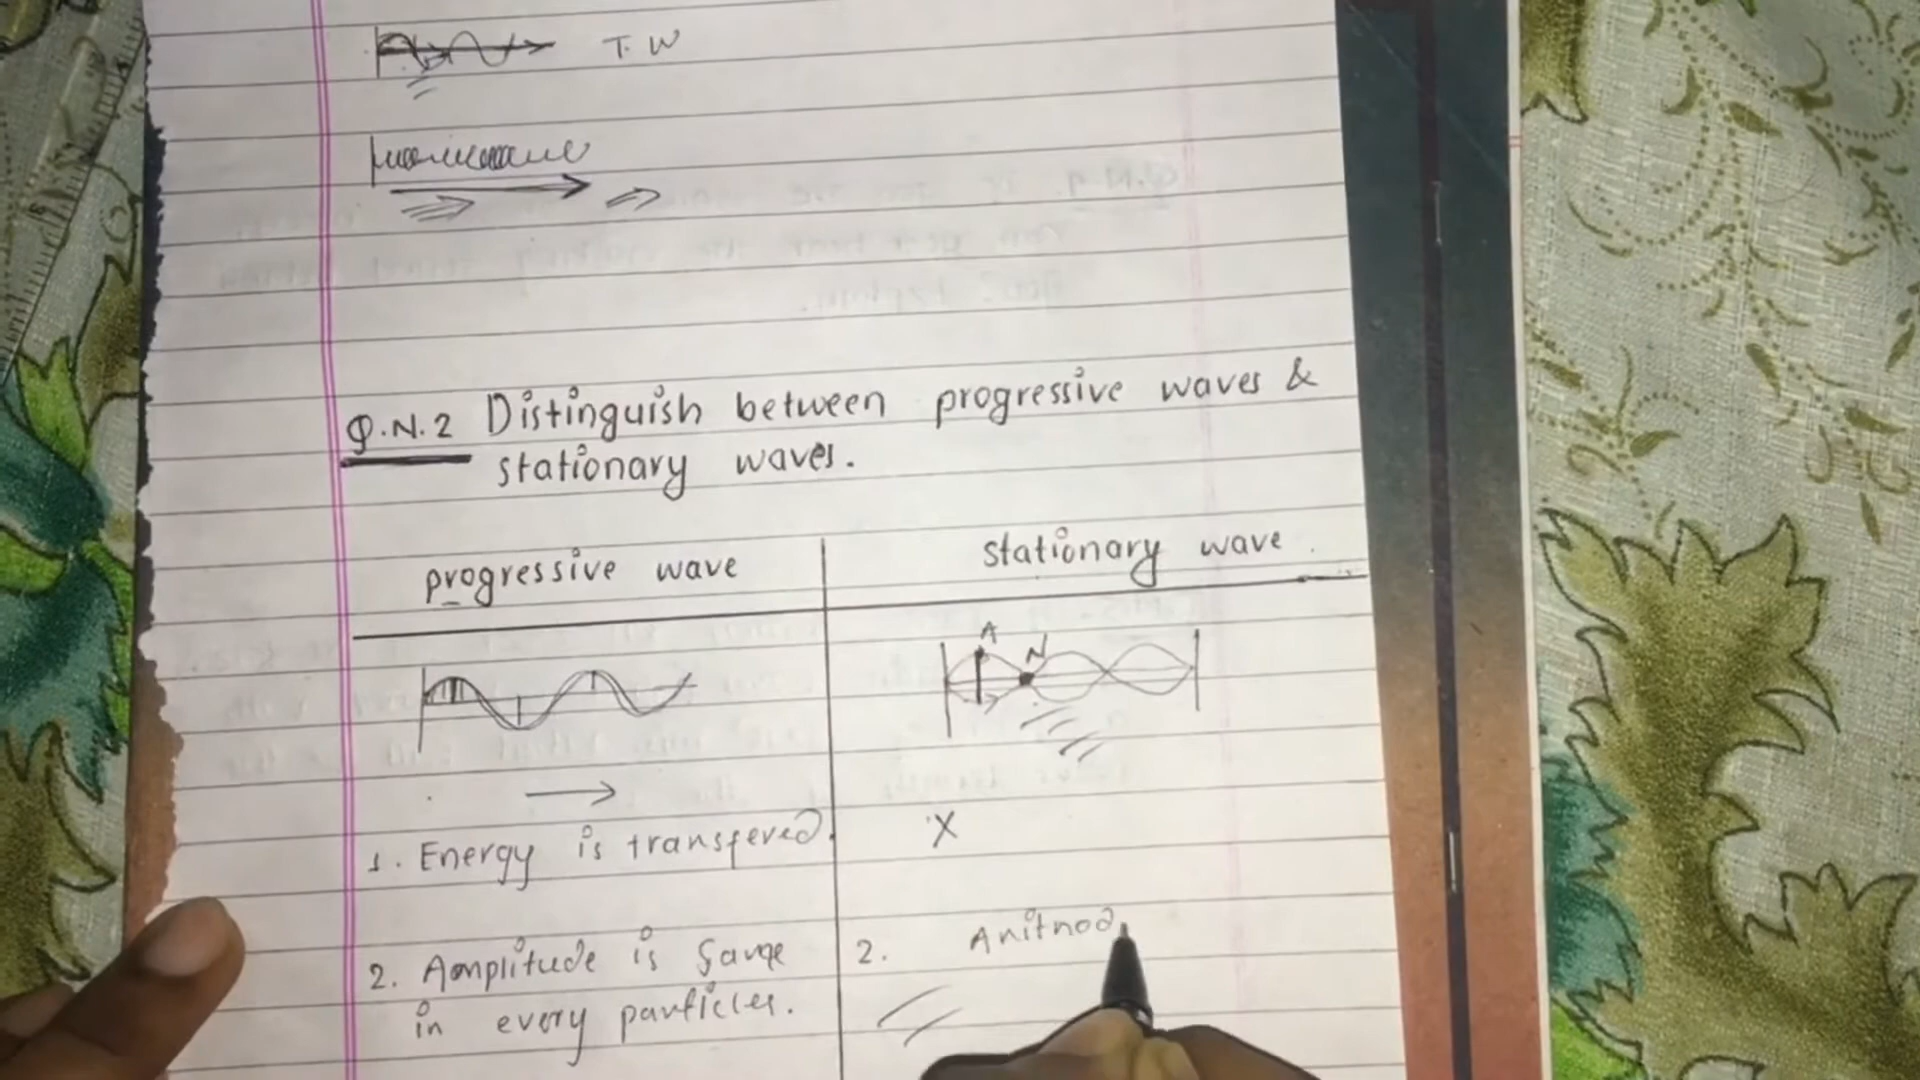 T.W
Q.N.2 Distinguish between progressive waves &
stationary waves.
progressive wave
stationary wave
A
N
1. Energy is transfered.
X
2. Amplitude is same
in every particles.
2. Anitnod